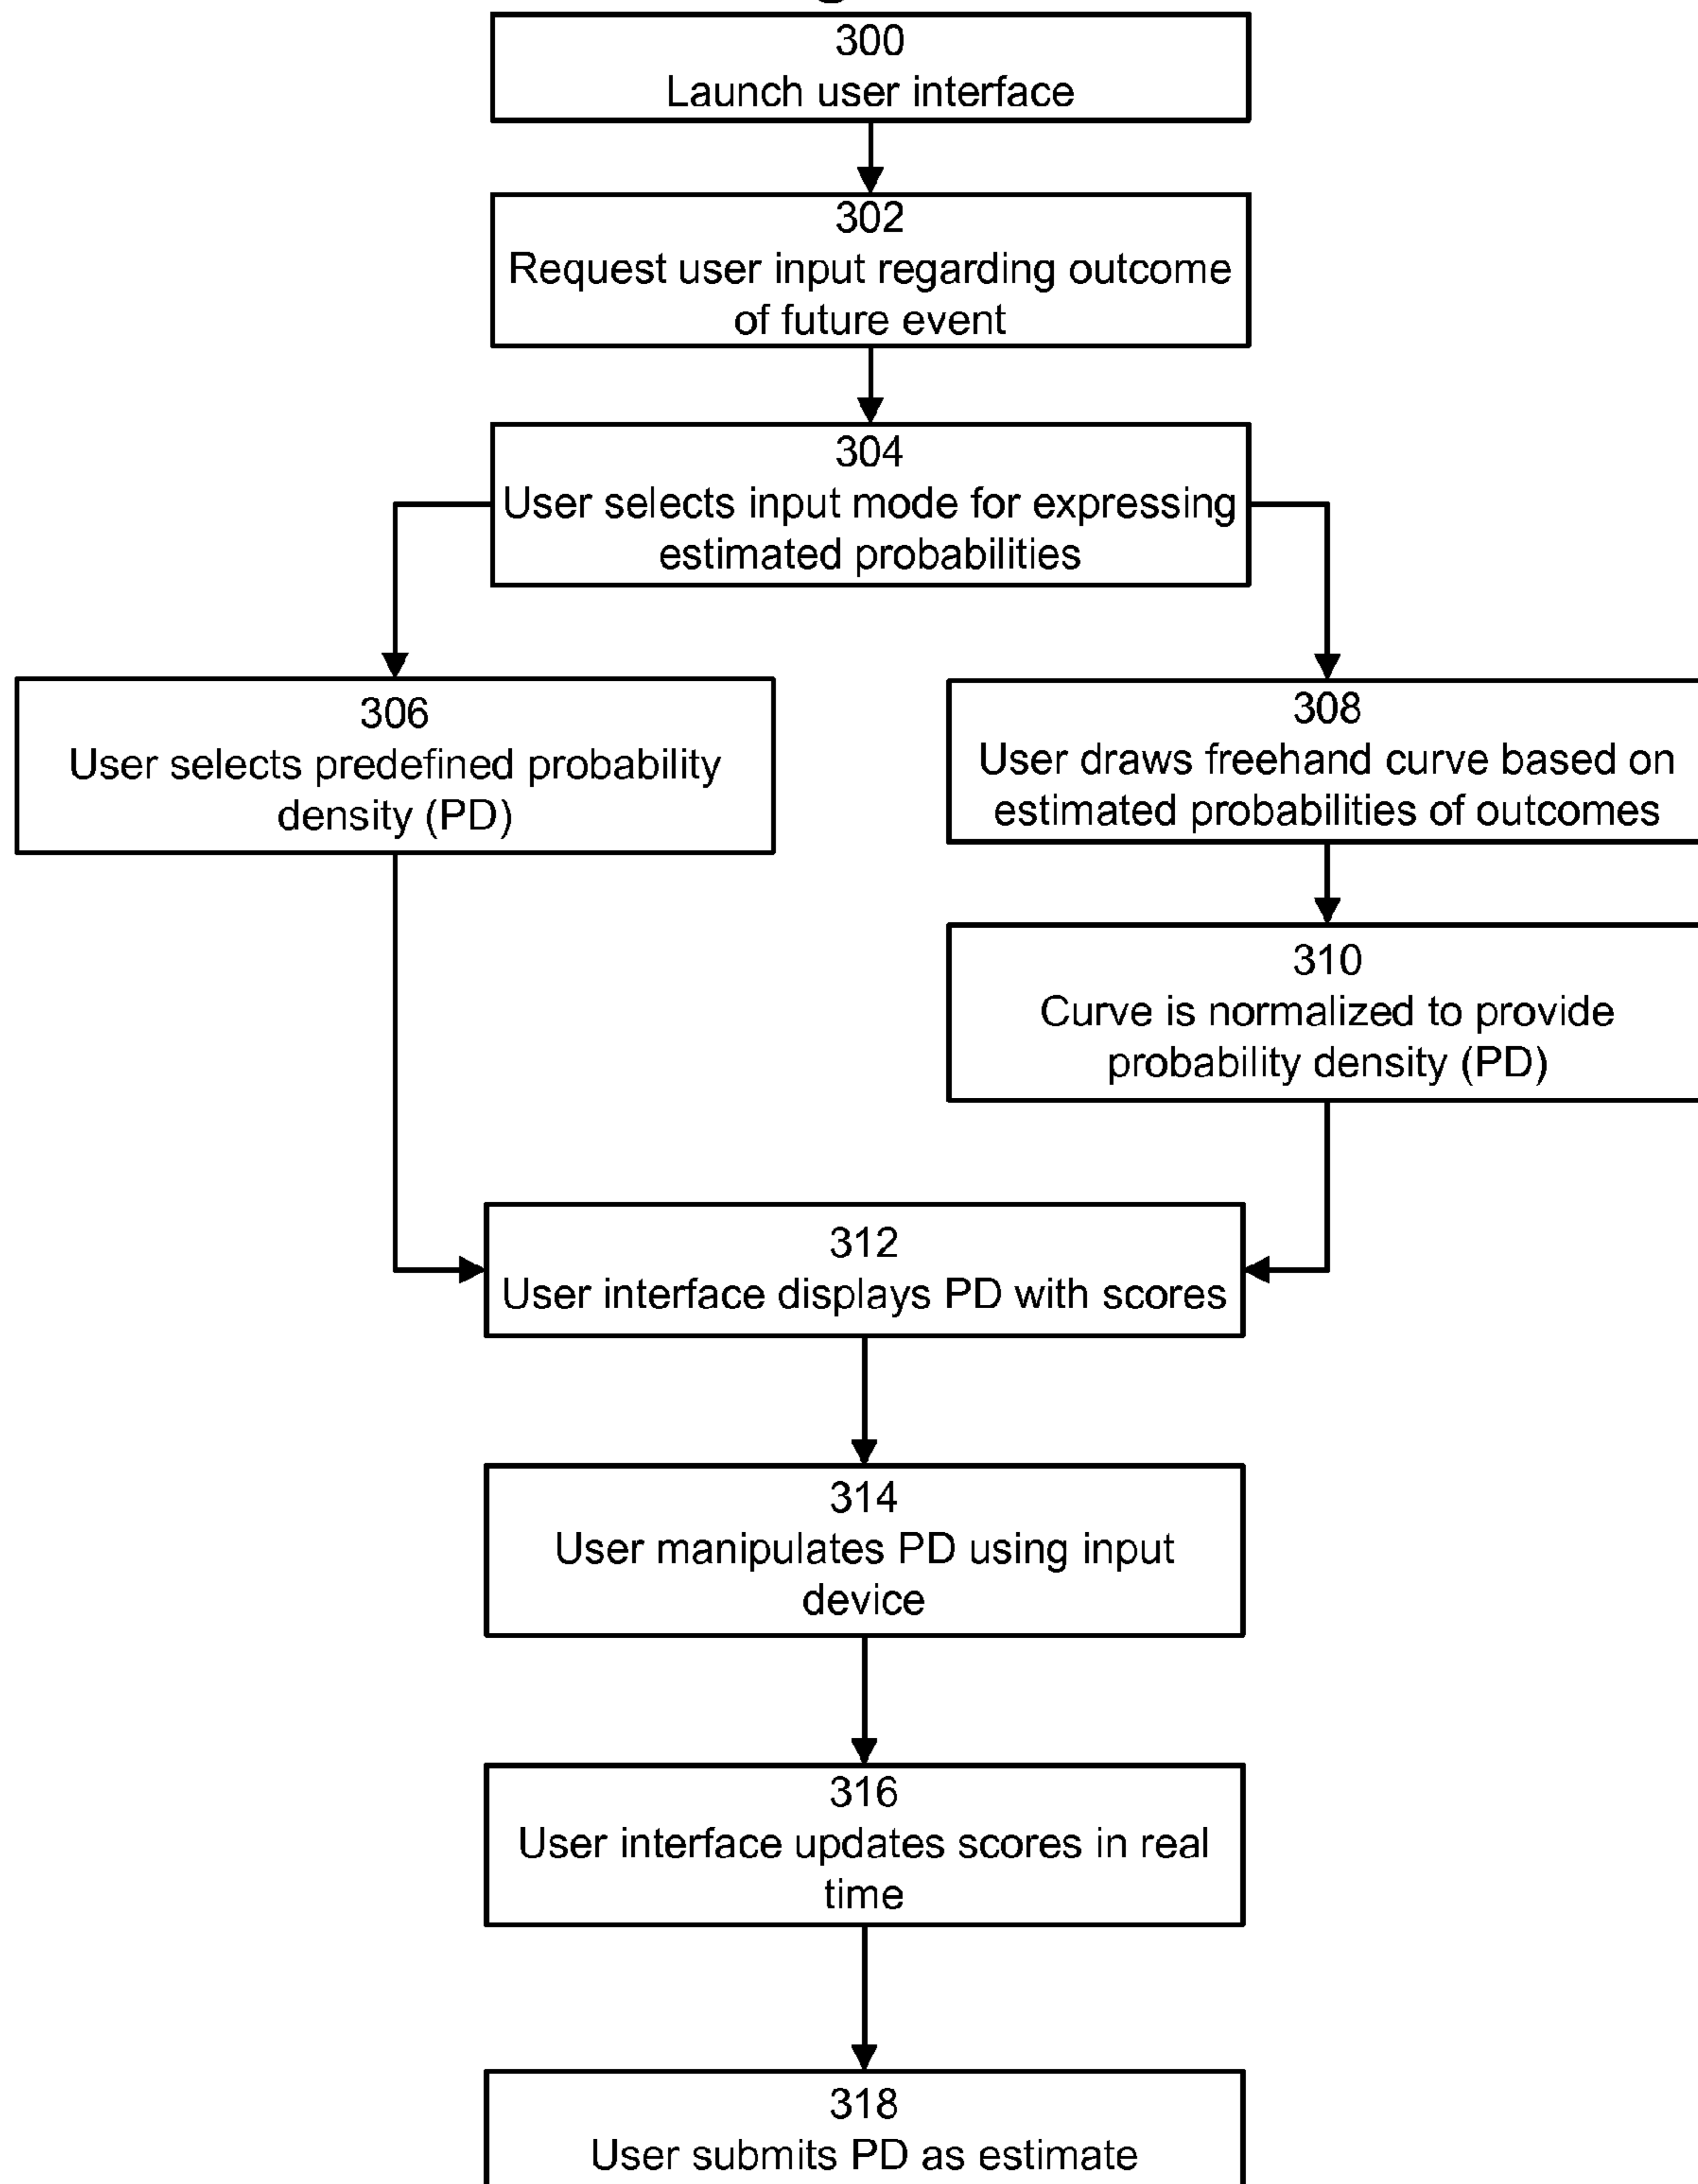 300
Launch user interface
302
Request user input regarding outcome
of future event
304
User selects input mode for expressing
estimated probabilities
306
User selects predefined probability
density (PD)
308
User draws freehand curve based on
estimated probabilities of outcomes
310
Curve is normalized to provide
probability density (PD)
312
User interface displays PD with scores
314
User manipulates PD using input
device
316
User interface updates scores in real
time
318
User submits PD as estimate